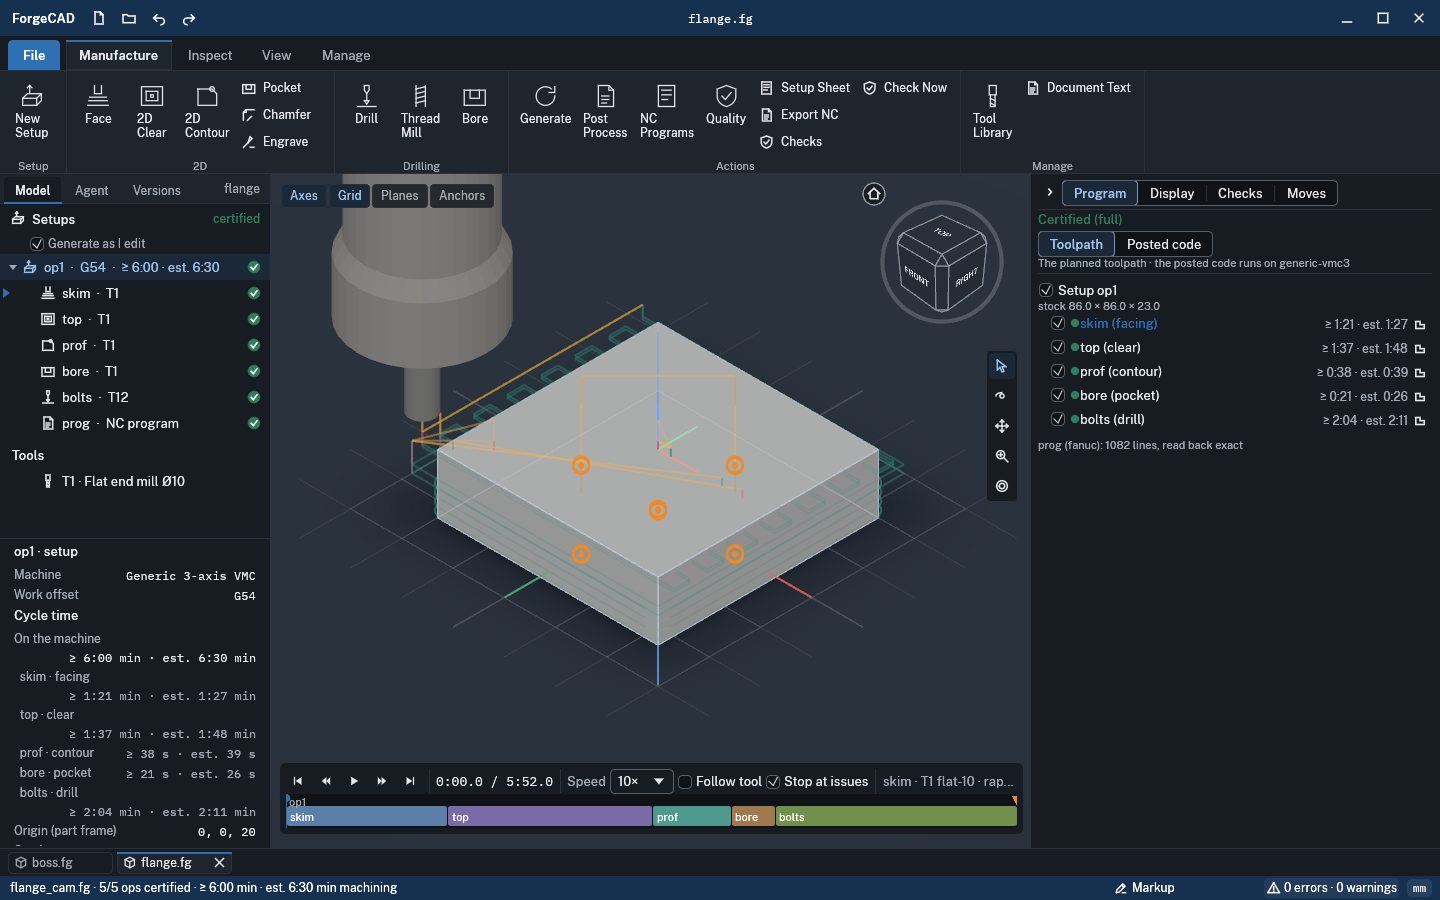 ForgeCAD
flange.fg
File
Manufacture
Inspect
View
Manage
New Setup
Setup
Face
2D Clear
2D Contour
Pocket
Chamfer
Engrave
2D
Drill
Thread Mill
Bore
Drilling
Generate
Post Process
NC Programs
Quality
Setup Sheet
Export NC
Checks
Check Now
Actions
Tool Library
Document Text
Manage
Model
Agent
Versions
flange
Setups
certified
Generate as I edit
op1 · G54 · ≥ 6:00 · est. 6:30
skim · T1
top · T1
prof · T1
bore · T1
bolts · T12
prog · NC program
Tools
T1 · Flat end mill Ø10
op1 · setup
Machine Generic 3-axis VMC
Work offset G54
Cycle time
On the machine
≥ 6:00 min · est. 6:30 min
skim · facing
≥ 1:21 min · est. 1:27 min
top · clear
≥ 1:37 min · est. 1:48 min
prof · contour ≥ 38 s · est. 39 s
bore · pocket ≥ 21 s · est. 26 s
bolts · drill
≥ 2:04 min · est. 2:11 min
Origin (part frame) 0, 0, 20
Axes
Grid
Planes
Anchors
TOP
FRONT
RIGHT
0:00.0 / 5:52.0
Speed
10×
Follow tool
Stop at issues
skim · T1 flat-10 · rap...
op1
skim
top
prof
bore
bolts
Program
Display
Checks
Moves
Certified (full)
Toolpath
Posted code
The planned toolpath · the posted code runs on generic-vmc3
Setup op1
stock 86.0 × 86.0 × 23.0
skim (facing) ≥ 1:21 · est. 1:27
top (clear) ≥ 1:37 · est. 1:48
prof (contour) ≥ 0:38 · est. 0:39
bore (pocket) ≥ 0:21 · est. 0:26
bolts (drill) ≥ 2:04 · est. 2:11
prog (fanuc): 1082 lines, read back exact
boss.fg
flange.fg
flange_cam.fg · 5/5 ops certified · ≥ 6:00 min · est. 6:30 min machining
Markup
0 errors · 0 warnings
mm